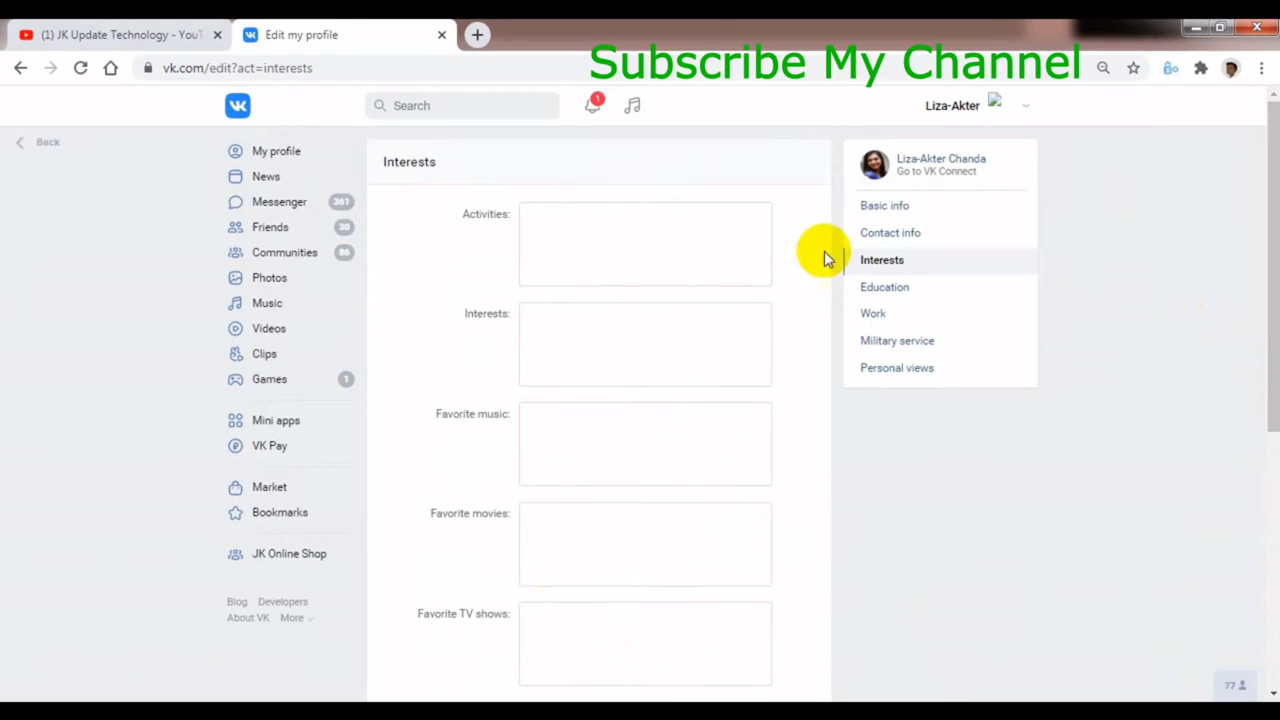 (1) JK Update Technology - YouT
Edit my profile
vk.com/edit?act=interests
Subscribe My Channel
Search
1
Liza-Akter
Back
My profile
News
Messenger 361
Friends 30
Communities 86
Photos
Music
Videos
Clips
Games 1
Mini apps
VK Pay
Market
Bookmarks
JK Online Shop
Blog Developers
About VK More
Interests
Activities:
Interests:
Favorite music:
Favorite movies:
Favorite TV shows:
Liza-Akter Chanda
Go to VK Connect
Basic info
Contact info
Interests
Education
Work
Military service
Personal views
77